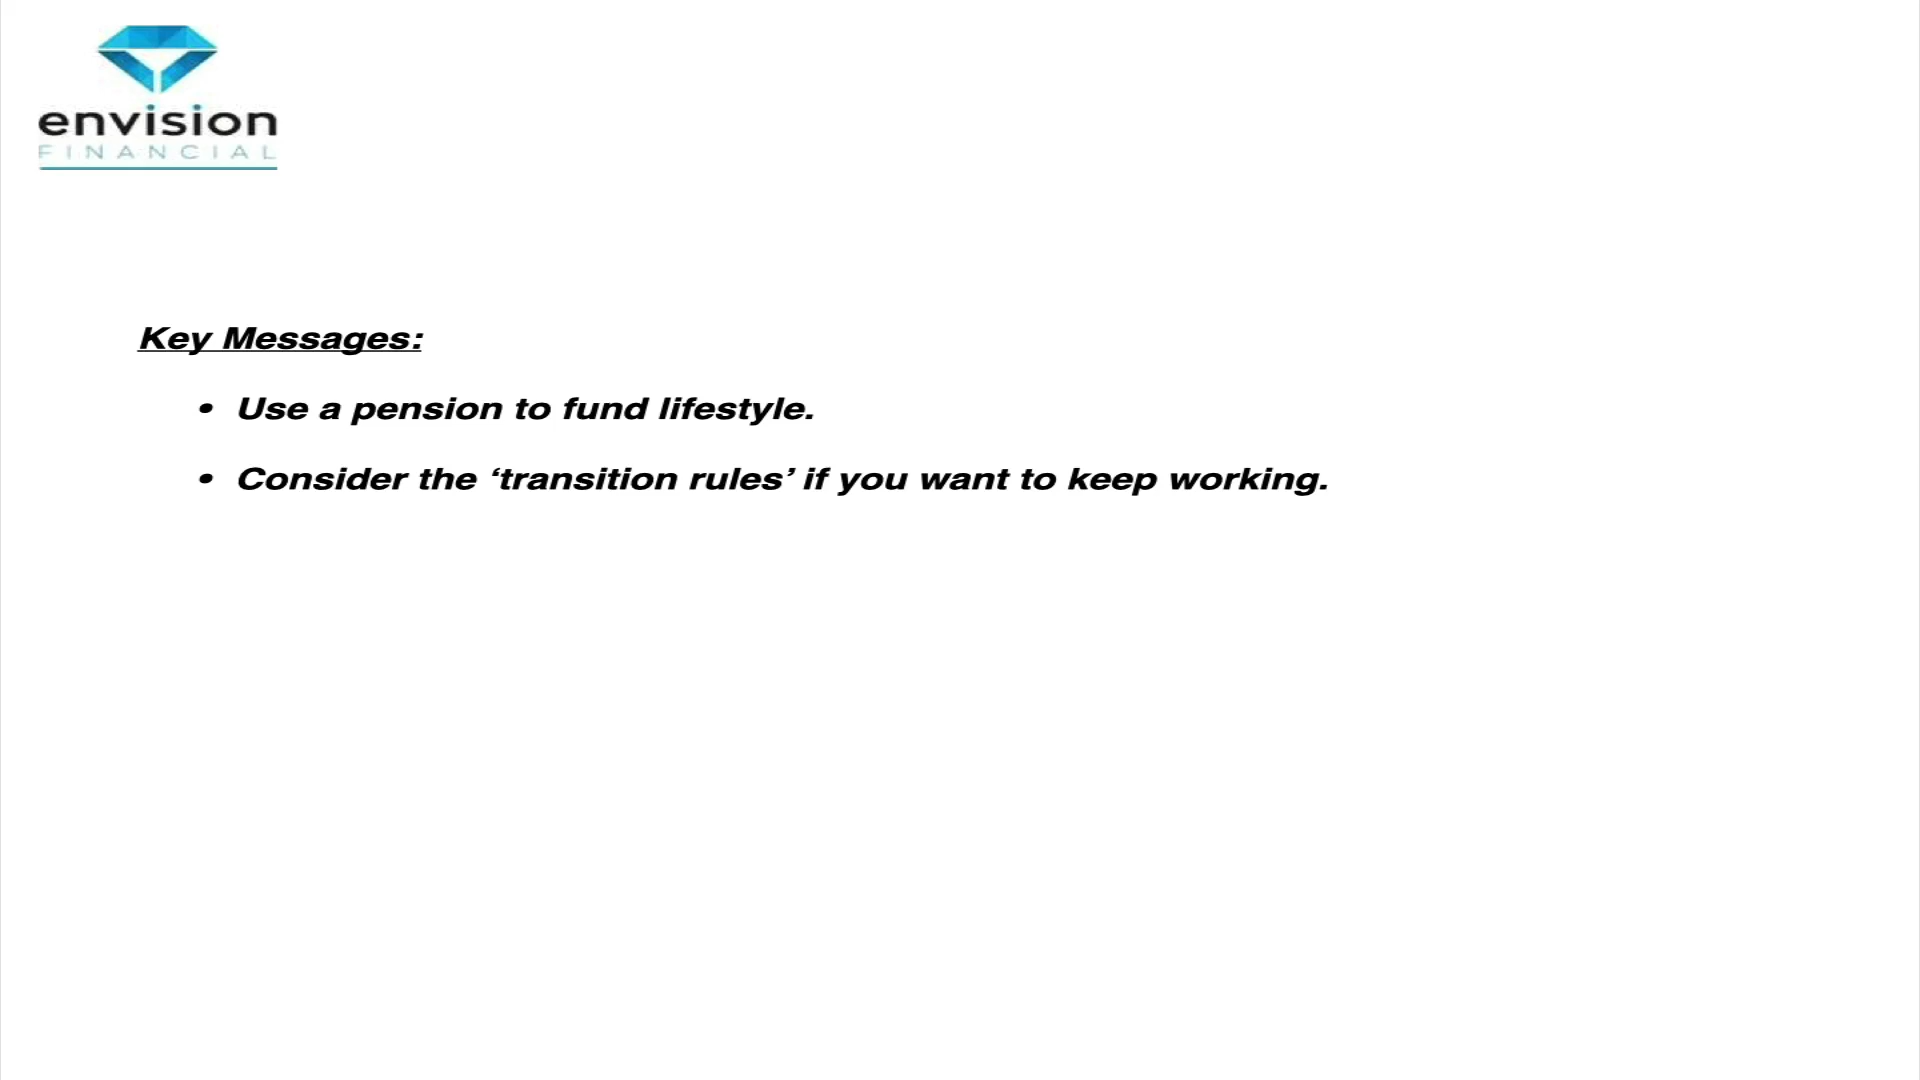 envision
FINANCIAL
Key Messages:
• Use a pension to fund lifestyle.
• Consider the ‘transition rules’ if you want to keep working.